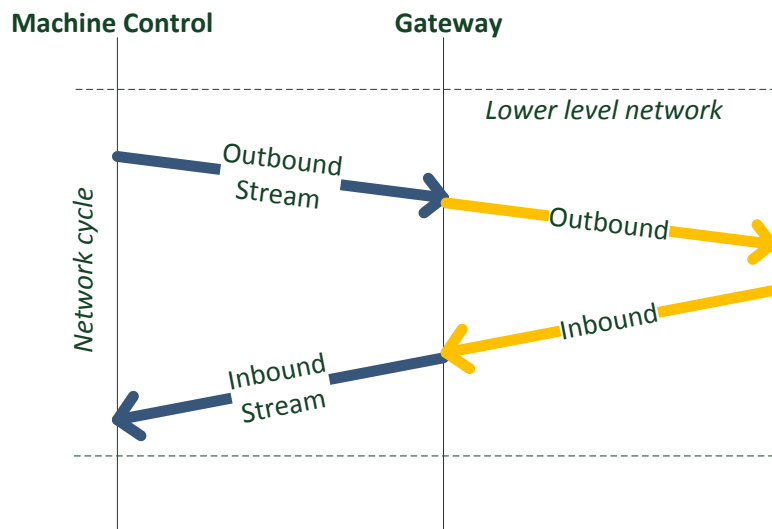 Machine Control
Gateway
Lower level network
Outbound
Stream
Outbound
Network cycle
Inbound
Inbound
Stream